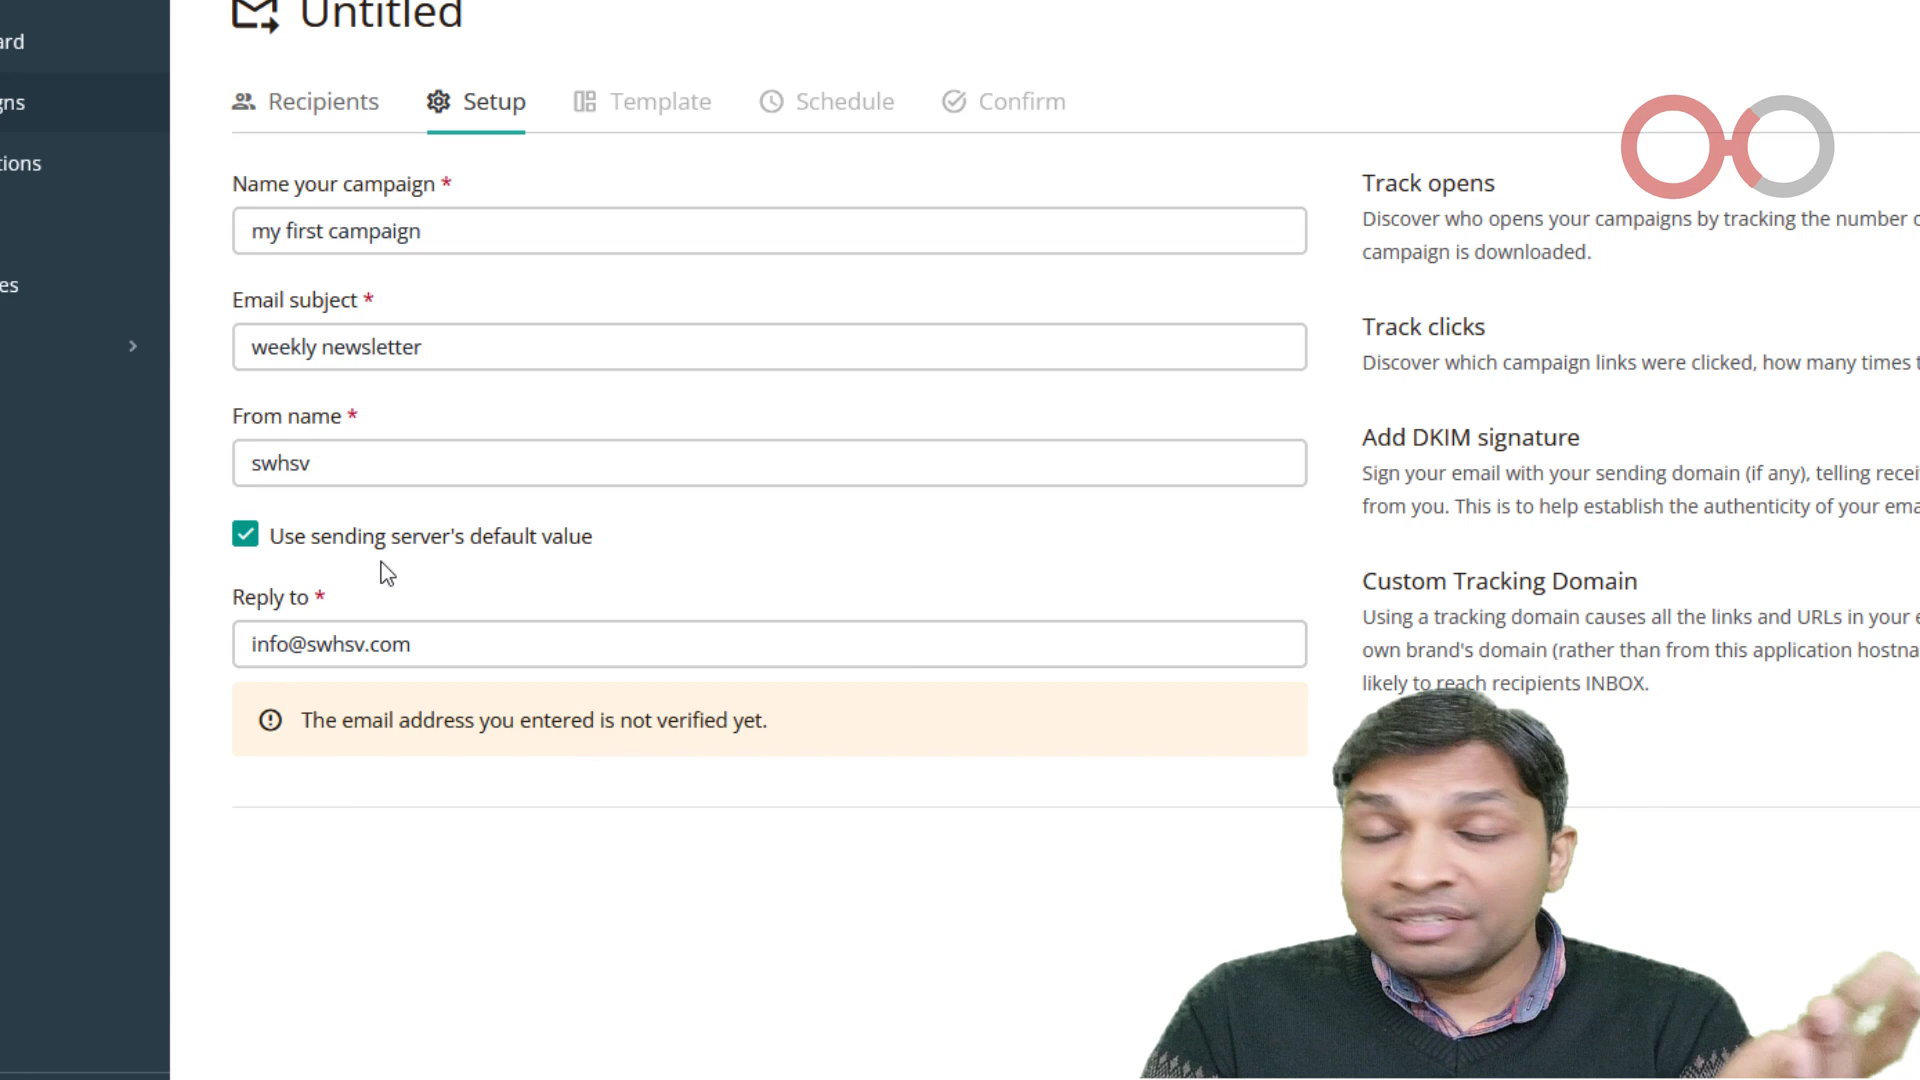 Untitled
ard
gns
tions
es
Recipients
Setup
Template
Schedule
Confirm
Name your campaign *
my first campaign
Email subject *
weekly newsletter
From name *
swhsv
Use sending server's default value
Reply to *
info@swhsv.com
The email address you entered is not verified yet.
Track opens
Discover who opens your campaigns by tracking the number
campaign is downloaded.
Track clicks
Discover which campaign links were clicked, how many times
Add DKIM signature
Sign your email with your sending domain (if any), telling recei
from you. This is to help establish the authenticity of your ema
Custom Tracking Domain
Using a tracking domain causes all the links and URLs in your e
own brand's domain (rather than from this application hostna
likely to reach recipients INBOX.